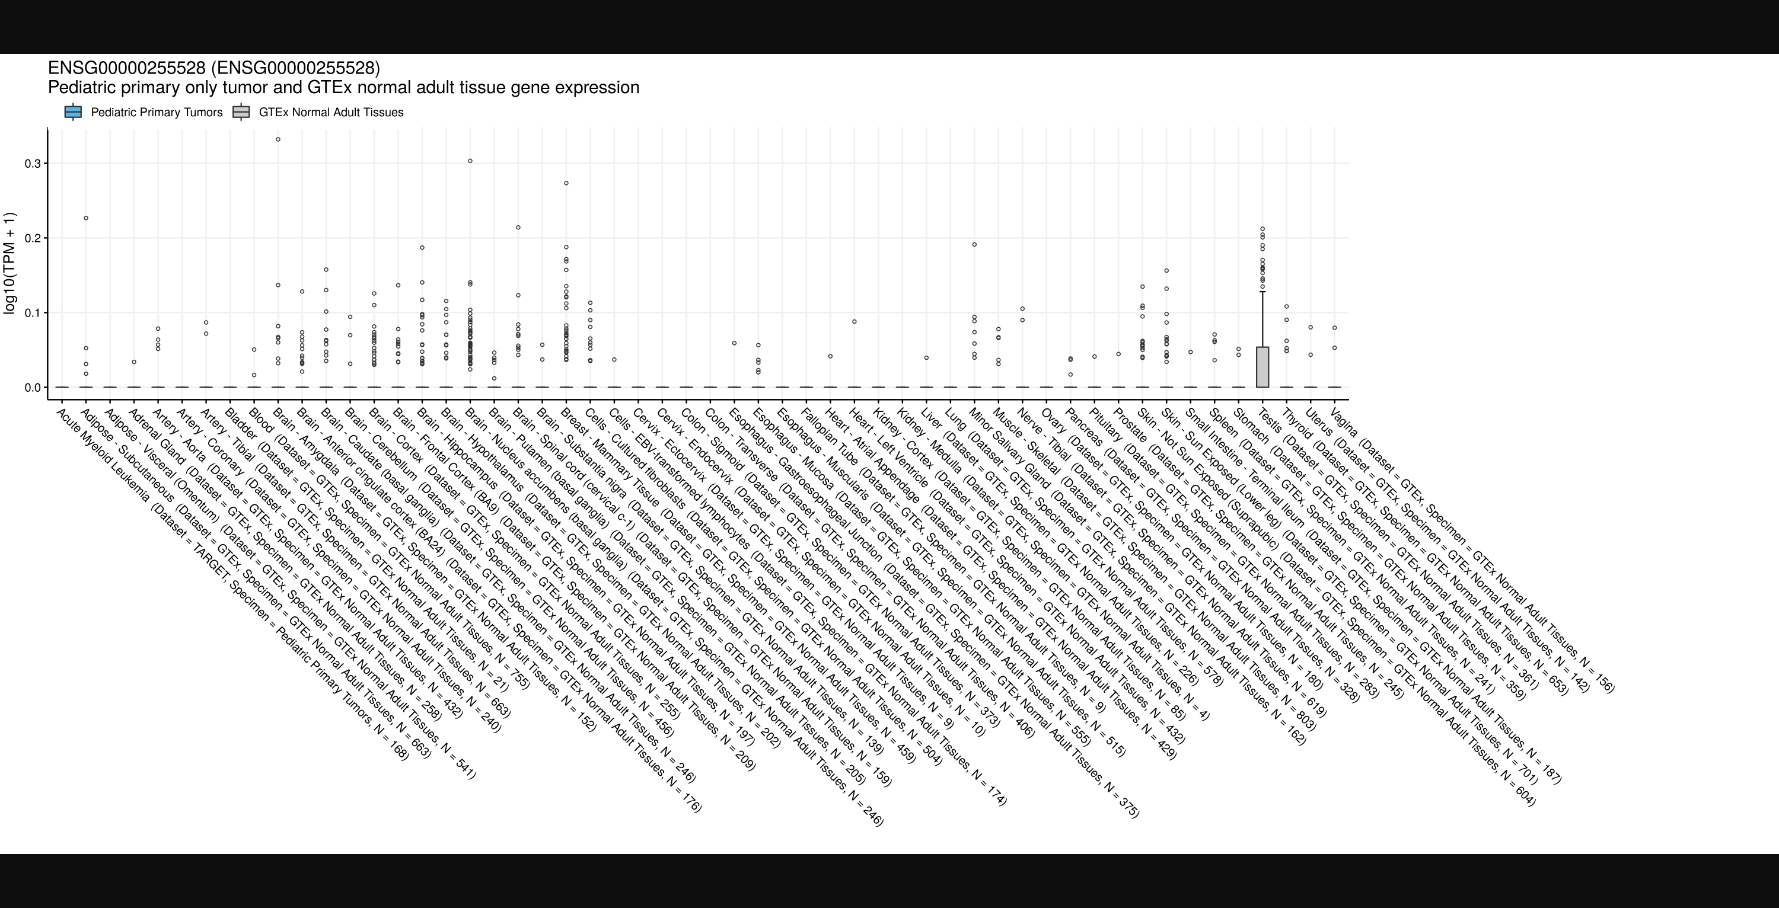 ENSG00000255528 (ENSG00000255528)
Pediatric primary only tumor and GTEx normal adult tissue gene expression
Pediatric Primary Tumors
GTEx Normal Adult Tissues
log10(TPM + 1)
0.3
0.2
0.1
0.0
Acute Myeloid Leukemia (Dataset = TARGET, Specimen = Pediatric Primary Tumors, N = 168)
Adipose - Subcutaneous (Dataset = GTEx, Specimen = GTEx Normal Adult Tissues, N = 663)
Adipose - Visceral (Omentum) (Dataset = GTEx, Specimen = GTEx Normal Adult Tissues, N = 541)
Adrenal Gland (Dataset = GTEx, Specimen = GTEx Normal Adult Tissues, N = 258)
Artery - Aorta (Dataset = GTEx, Specimen = GTEx Normal Adult Tissues, N = 432)
Artery - Coronary (Dataset = GTEx, Specimen = GTEx Normal Adult Tissues, N = 240)
Artery - Tibial (Dataset = GTEx, Specimen = GTEx Normal Adult Tissues, N = 663)
Bladder (Dataset = GTEx, Specimen = GTEx Normal Adult Tissues, N = 21)
Blood (Dataset = GTEx, Specimen = GTEx Normal Adult Tissues, N = 755)
Brain - Amygdala (Dataset = GTEx, Specimen = GTEx Normal Adult Tissues, N = 152)
Brain - Anterior cingulate cortex (BA24) (Dataset = GTEx, Specimen = GTEx Normal Adult Tissues, N = 176)
Brain - Caudate (basal ganglia) (Dataset = GTEx, Specimen = GTEx Normal Adult Tissues, N = 246)
Brain - Cerebellum (Dataset = GTEx, Specimen = GTEx Normal Adult Tissues, N = 456)
Brain - Cortex (Dataset = GTEx, Specimen = GTEx Normal Adult Tissues, N = 255)
Brain - Frontal Cortex (BA9) (Dataset = GTEx, Specimen = GTEx Normal Adult Tissues, N = 209)
Brain - Hippocampus (Dataset = GTEx, Specimen = GTEx Normal Adult Tissues, N = 197)
Brain - Hypothalamus (Dataset = GTEx, Specimen = GTEx Normal Adult Tissues, N = 202)
Brain - Nucleus accumbens (basal ganglia) (Dataset = GTEx, Specimen = GTEx Normal Adult Tissues, N = 246)
Brain - Putamen (basal ganglia) (Dataset = GTEx, Specimen = GTEx Normal Adult Tissues, N = 205)
Brain - Spinal cord (cervical c-1) (Dataset = GTEx, Specimen = GTEx Normal Adult Tissues, N = 159)
Brain - Substantia nigra (Dataset = GTEx, Specimen = GTEx Normal Adult Tissues, N = 139)
Breast - Mammary Tissue (Dataset = GTEx, Specimen = GTEx Normal Adult Tissues, N = 459)
Cells - Cultured fibroblasts (Dataset = GTEx, Specimen = GTEx Normal Adult Tissues, N = 504)
Cells - EBV-transformed lymphocytes (Dataset = GTEx, Specimen = GTEx Normal Adult Tissues, N = 174)
Cervix - Ectocervix (Dataset = GTEx, Specimen = GTEx Normal Adult Tissues, N = 9)
Cervix - Endocervix (Dataset = GTEx, Specimen = GTEx Normal Adult Tissues, N = 10)
Colon - Sigmoid (Dataset = GTEx, Specimen = GTEx Normal Adult Tissues, N = 373)
Colon - Transverse (Dataset = GTEx, Specimen = GTEx Normal Adult Tissues, N = 406)
Esophagus - Gastroesophageal Junction (Dataset = GTEx, Specimen = GTEx Normal Adult Tissues, N = 375)
Esophagus - Mucosa (Dataset = GTEx, Specimen = GTEx Normal Adult Tissues, N = 555)
Esophagus - Muscularis (Dataset = GTEx, Specimen = GTEx Normal Adult Tissues, N = 515)
Fallopian Tube (Dataset = GTEx, Specimen = GTEx Normal Adult Tissues, N = 9)
Heart - Atrial Appendage (Dataset = GTEx, Specimen = GTEx Normal Adult Tissues, N = 429)
Heart - Left Ventricle (Dataset = GTEx, Specimen = GTEx Normal Adult Tissues, N = 432)
Kidney - Cortex (Dataset = GTEx, Specimen = GTEx Normal Adult Tissues, N = 85)
Kidney - Medulla (Dataset = GTEx, Specimen = GTEx Normal Adult Tissues, N = 4)
Liver (Dataset = GTEx, Specimen = GTEx Normal Adult Tissues, N = 226)
Lung (Dataset = GTEx, Specimen = GTEx Normal Adult Tissues, N = 578)
Minor Salivary Gland (Dataset = GTEx, Specimen = GTEx Normal Adult Tissues, N = 162)
Muscle - Skeletal (Dataset = GTEx, Specimen = GTEx Normal Adult Tissues, N = 803)
Nerve - Tibial (Dataset = GTEx, Specimen = GTEx Normal Adult Tissues, N = 619)
Ovary (Dataset = GTEx, Specimen = GTEx Normal Adult Tissues, N = 180)
Pancreas (Dataset = GTEx, Specimen = GTEx Normal Adult Tissues, N = 328)
Pituitary (Dataset = GTEx, Specimen = GTEx Normal Adult Tissues, N = 283)
Prostate (Dataset = GTEx, Specimen = GTEx Normal Adult Tissues, N = 245)
Skin - Not Sun Exposed (Suprapubic) (Dataset = GTEx, Specimen = GTEx Normal Adult Tissues, N = 604)
Skin - Sun Exposed (Lower leg) (Dataset = GTEx, Specimen = GTEx Normal Adult Tissues, N = 701)
Small Intestine - Terminal Ileum (Dataset = GTEx, Specimen = GTEx Normal Adult Tissues, N = 187)
Spleen (Dataset = GTEx, Specimen = GTEx Normal Adult Tissues, N = 241)
Stomach (Dataset = GTEx, Specimen = GTEx Normal Adult Tissues, N = 359)
Testis (Dataset = GTEx, Specimen = GTEx Normal Adult Tissues, N = 361)
Thyroid (Dataset = GTEx, Specimen = GTEx Normal Adult Tissues, N = 653)
Uterus (Dataset = GTEx, Specimen = GTEx Normal Adult Tissues, N = 142)
Vagina (Dataset = GTEx, Specimen = GTEx Normal Adult Tissues, N = 156)